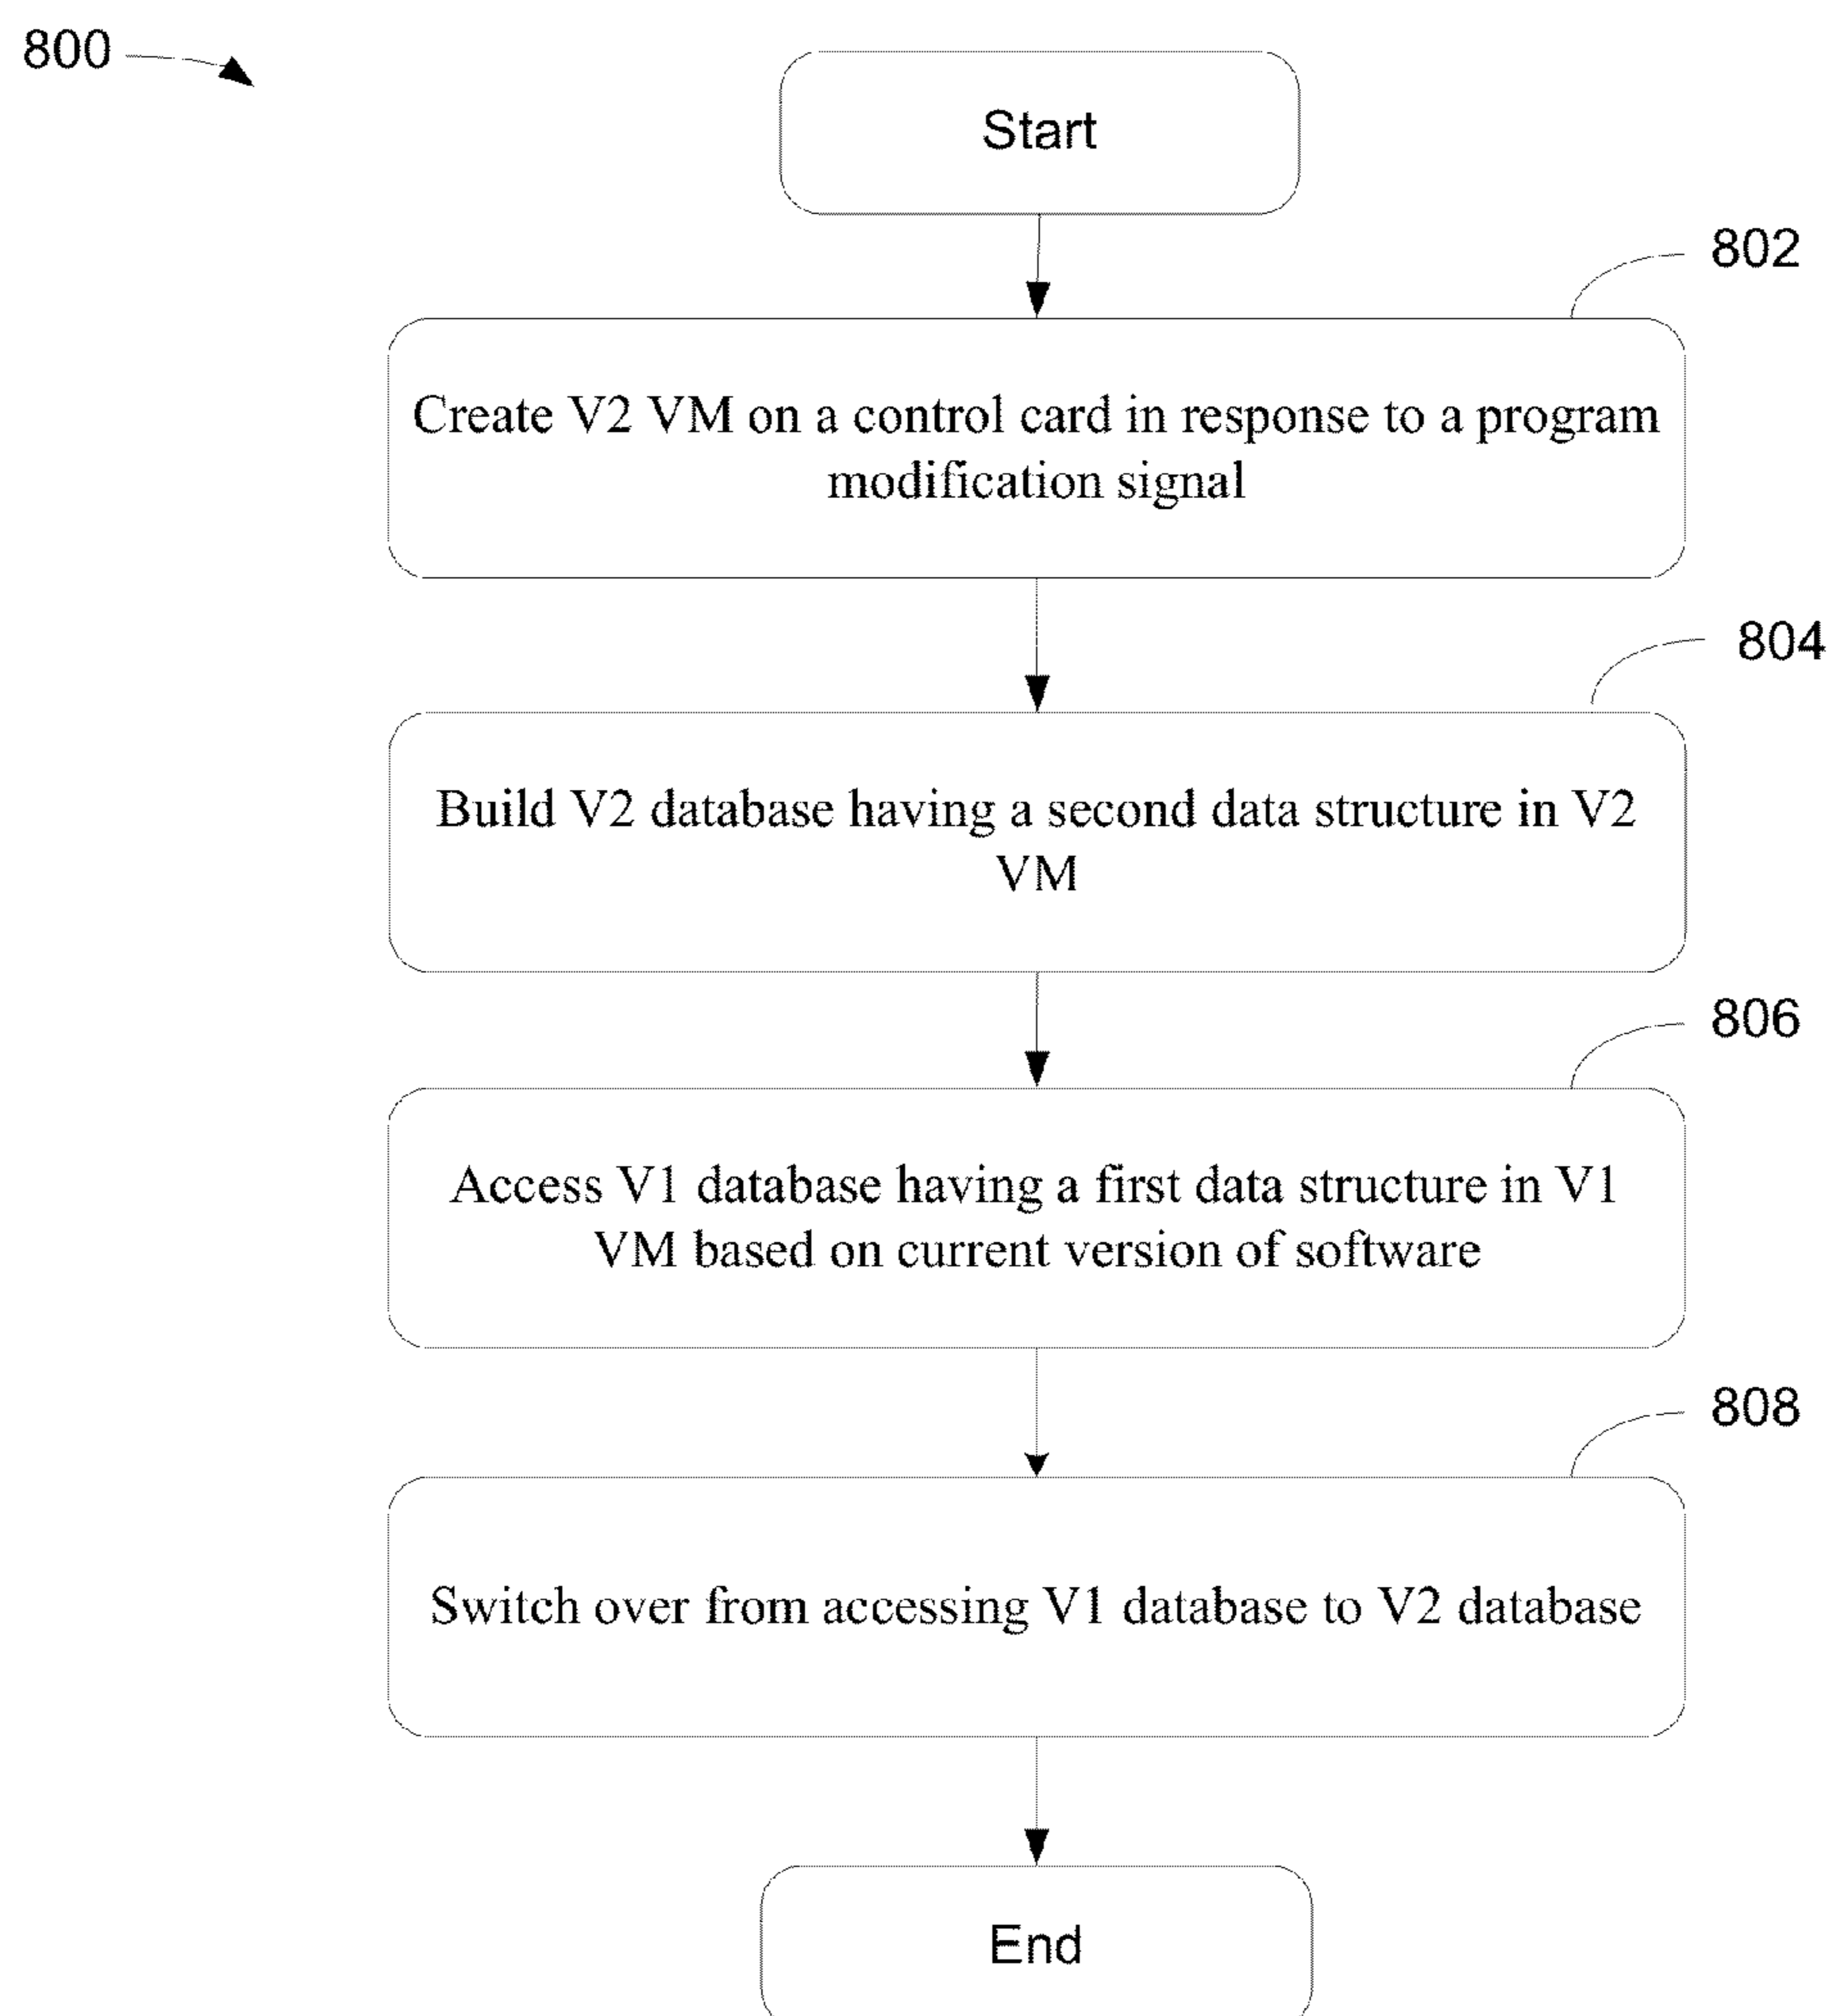 800
Start
802
Create V2 VM on a control card in response to a program
modification signal
804
Build V2 database having a second data structure in V2
VM
806
Access V1 database having a first data structure in V1
VM based on current version of software
808
Switch over from accessing V1 database to V2 database
End